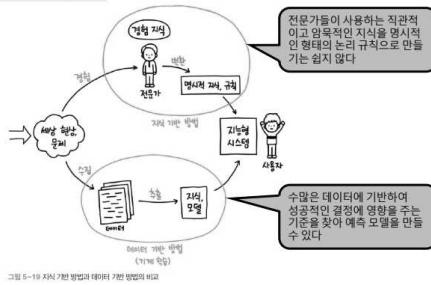 경험 지식
전문가들이 사용하는 직관적
이고 암묵적인 지식을 명시적
인 형태의 논리 규칙으로 만들
기는 쉽지 않다
경험
변환
전문가
명시적 지식, 규칙
지식 기반 방법
세상 현상,
문제
지능형
시스템
사용자
수집
데이터
추출
지식,
모델
수많은 데이터에 기반하여
성공적인 결정에 영향을 주는
기준을 찾아 예측 모델을 만들
수 있다
데이터 기반 방법
(기계 학습)
그림 5-19 지식 기반 방법과 데이터 기반 방법의 비교